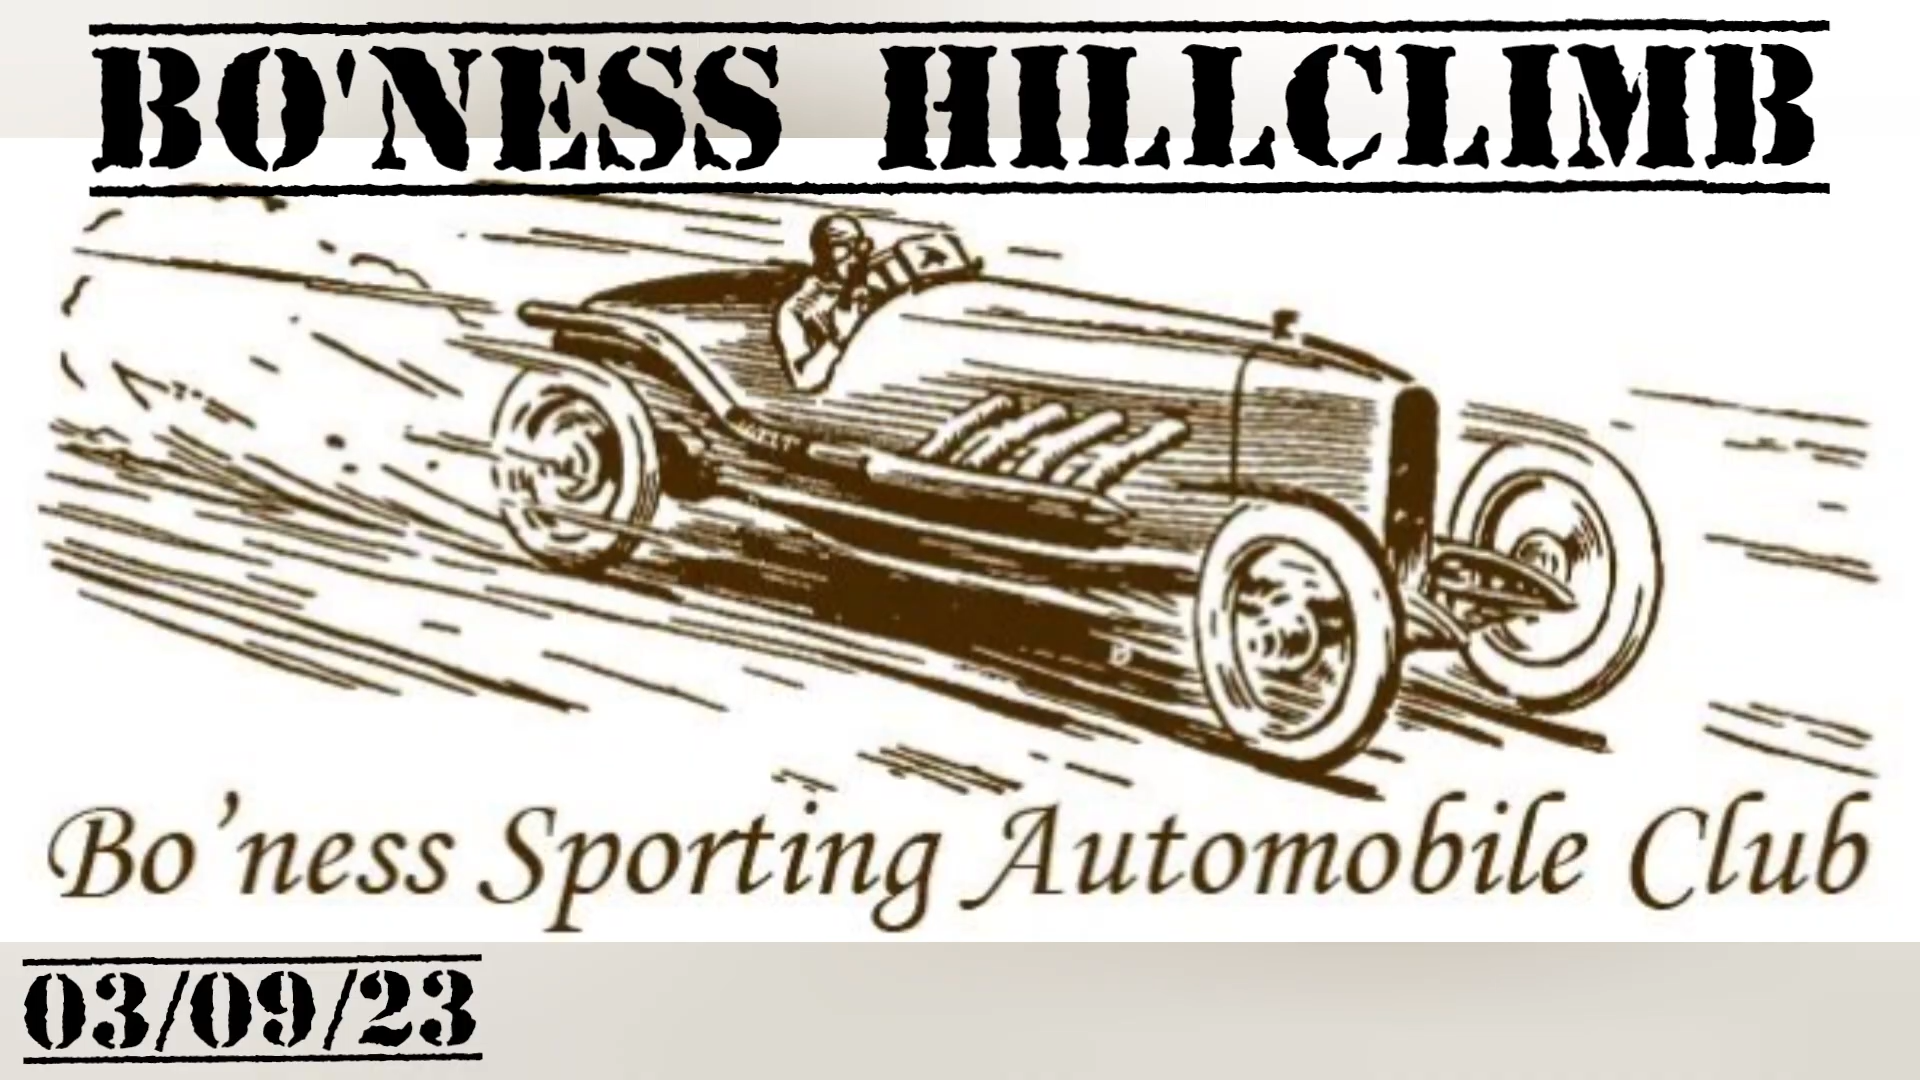 BO'NESS HILLCLIMB
Bo'ness Sporting Automobile Club
03/09/23